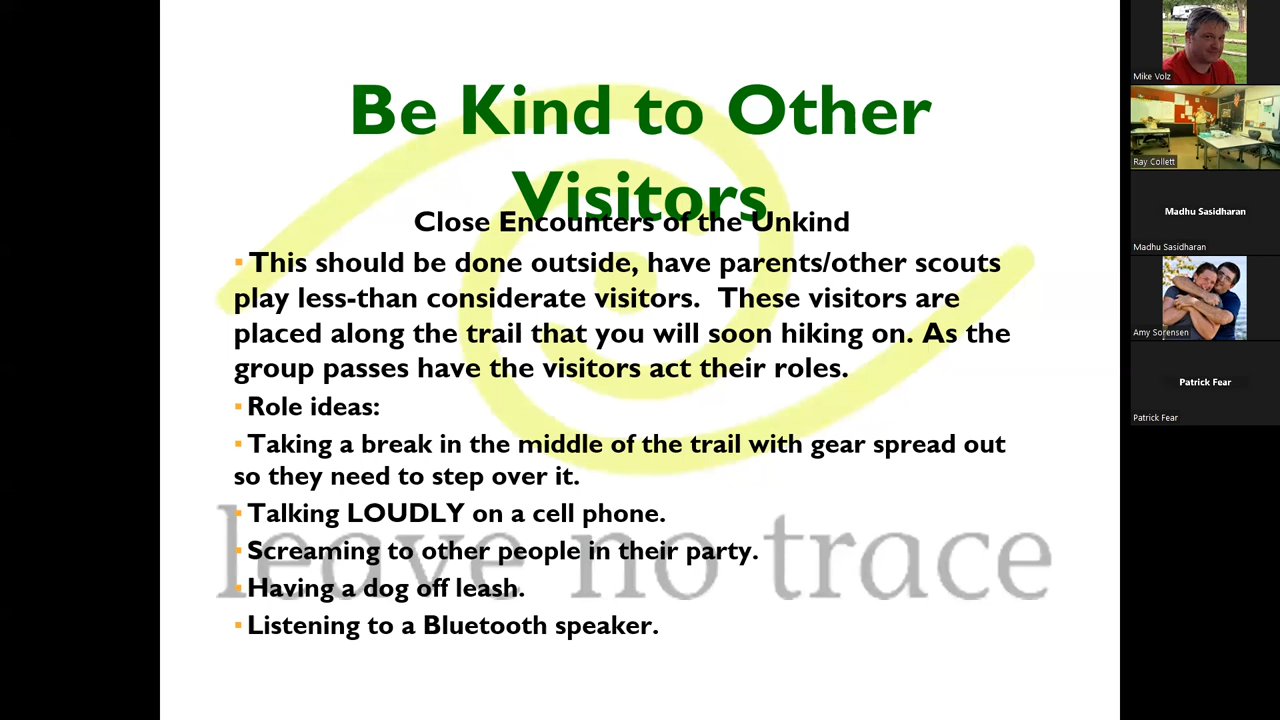 Be Kind to Other
Visitors
Close Encounters of the Unkind
▪ This should be done outside, have parents/other scouts
play less-than considerate visitors.  These visitors are
placed along the trail that you will soon hiking on. As the
group passes have the visitors act their roles.
▪ Role ideas:
▪ Taking a break in the middle of the trail with gear spread out
so they need to step over it.
▪ Talking LOUDLY on a cell phone.
▪ Screaming to other people in their party.
▪ Having a dog off leash.
▪ Listening to a Bluetooth speaker.
leave no trace
Mike Volz
Ray Collett
Madhu Sasidharan
Madhu Sasidharan
Amy Sorensen
Patrick Fear
Patrick Fear